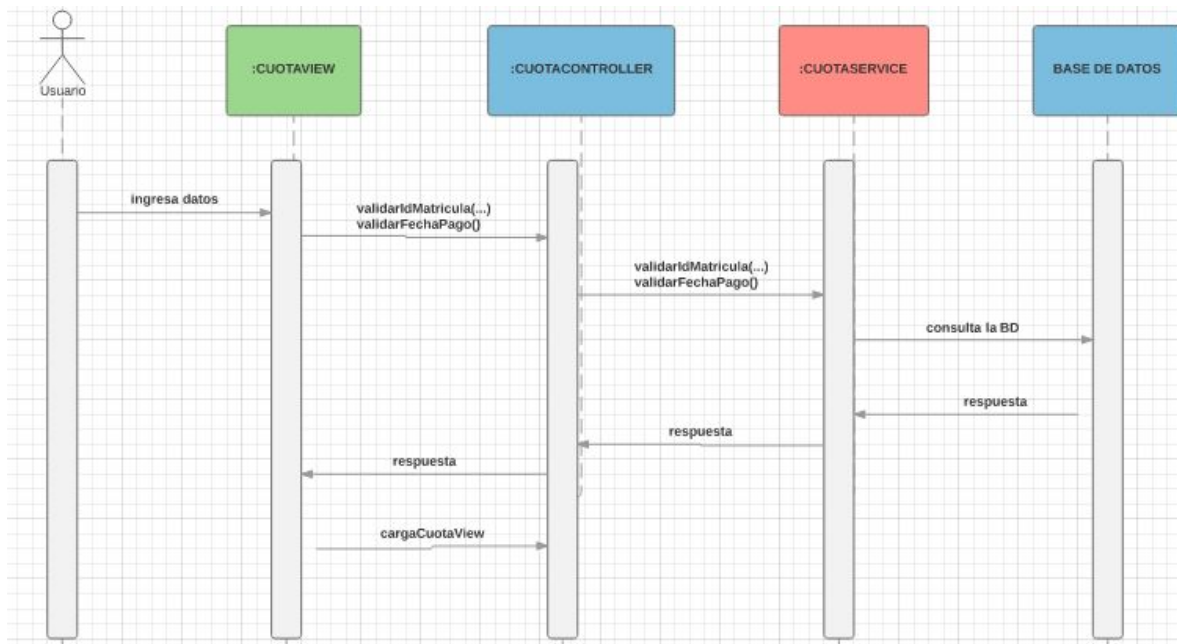 Usuario
:CUOTAVIEW
:CUOTACONTROLLER
:CUOTASERVICE
BASE DE DATOS
ingresa datos
validarIdMatricula(...)
validarFechaPago()
validarIdMatricula(...)
validarFechaPago()
consulta la BD
respuesta
respuesta
respuesta
cargaCuotaView